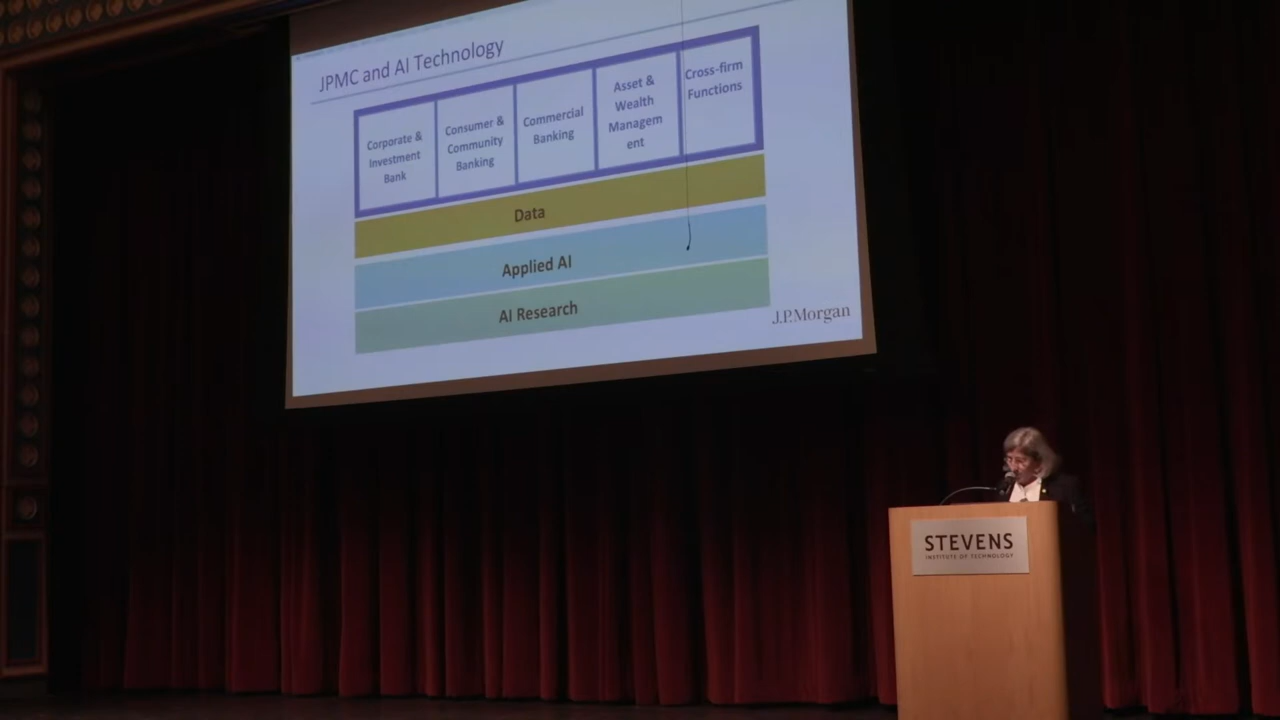 JPMC and AI Technology
Corporate &
Investment
Bank
Consumer &
Community
Banking
Commercial
Banking
Asset &
Wealth
Managem
ent
Cross-firm
Functions
Data
Applied AI
AI Research
J.P.Morgan
STEVENS
INSTITUTE OF TECHNOLOGY